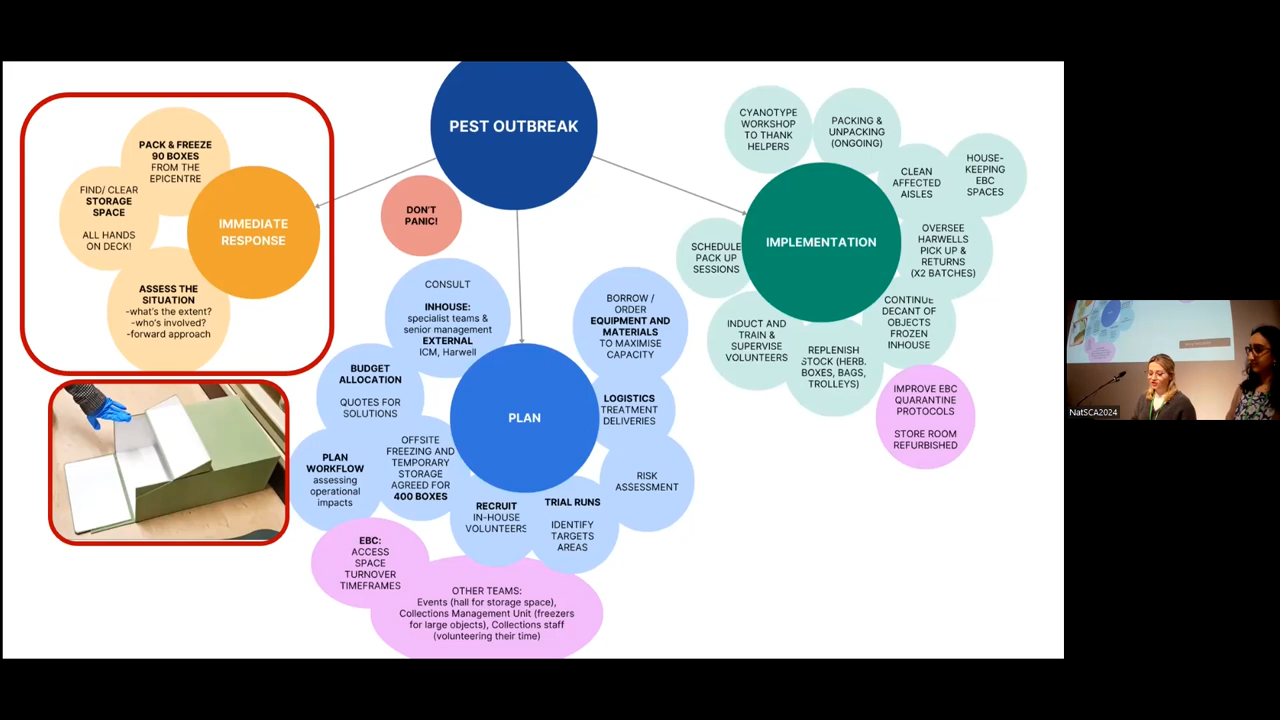 PEST OUTBREAK
PACK & FREEZE
90 BOXES
FROM THE
EPICENTRE
FIND/ CLEAR
STORAGE
SPACE
ALL HANDS
ON DECK!
IMMEDIATE
RESPONSE
ASSESS THE
SITUATION
-what's the extent?
-who's involved?
-forward approach
DON'T
PANIC!
CONSULT
INHOUSE:
specialist teams &
senior management
EXTERNAL
ICM, Harwell
BUDGET
ALLOCATION
QUOTES FOR
SOLUTIONS
PLAN
WORKFLOW
assessing
operational
impacts
OFFSITE
FREEZING AND
TEMPORARY
STORAGE
AGREED FOR
400 BOXES
PLAN
RECRUIT
IN-HOUSE
VOLUNTEERS
TRIAL RUNS
IDENTIFY
TARGETS
AREAS
RISK
ASSESSMENT
LOGISTICS
TREATMENT
DELIVERIES
BORROW /
ORDER
EQUIPMENT AND
MATERIALS
TO MAXIMISE
CAPACITY
EBC:
ACCESS
SPACE
TURNOVER
TIMEFRAMES
OTHER TEAMS:
Events (hall for storage space),
Collections Management Unit (freezers
for large objects), Collections staff
(volunteering their time)
CYANOTYPE
WORKSHOP
TO THANK
HELPERS
PACKING &
UNPACKING
(ONGOING)
CLEAN
AFFECTED
AISLES
HOUSE-
KEEPING
EBC
SPACES
IMPLEMENTATION
SCHEDULE
PACK UP
SESSIONS
OVERSEE
HARWELLS
PICK UP &
RETURNS
(X2 BATCHES)
INDUCT AND
TRAIN &
SUPERVISE
VOLUNTEERS
REPLENISH
STOCK (HERB.
BOXES, BAGS,
TROLLEYS)
CONTINUE
DECANT OF
OBJECTS
FROZEN
INHOUSE
IMPROVE EBC
QUARANTINE
PROTOCOLS
STORE ROOM
REFURBISHED
NatSCA2024